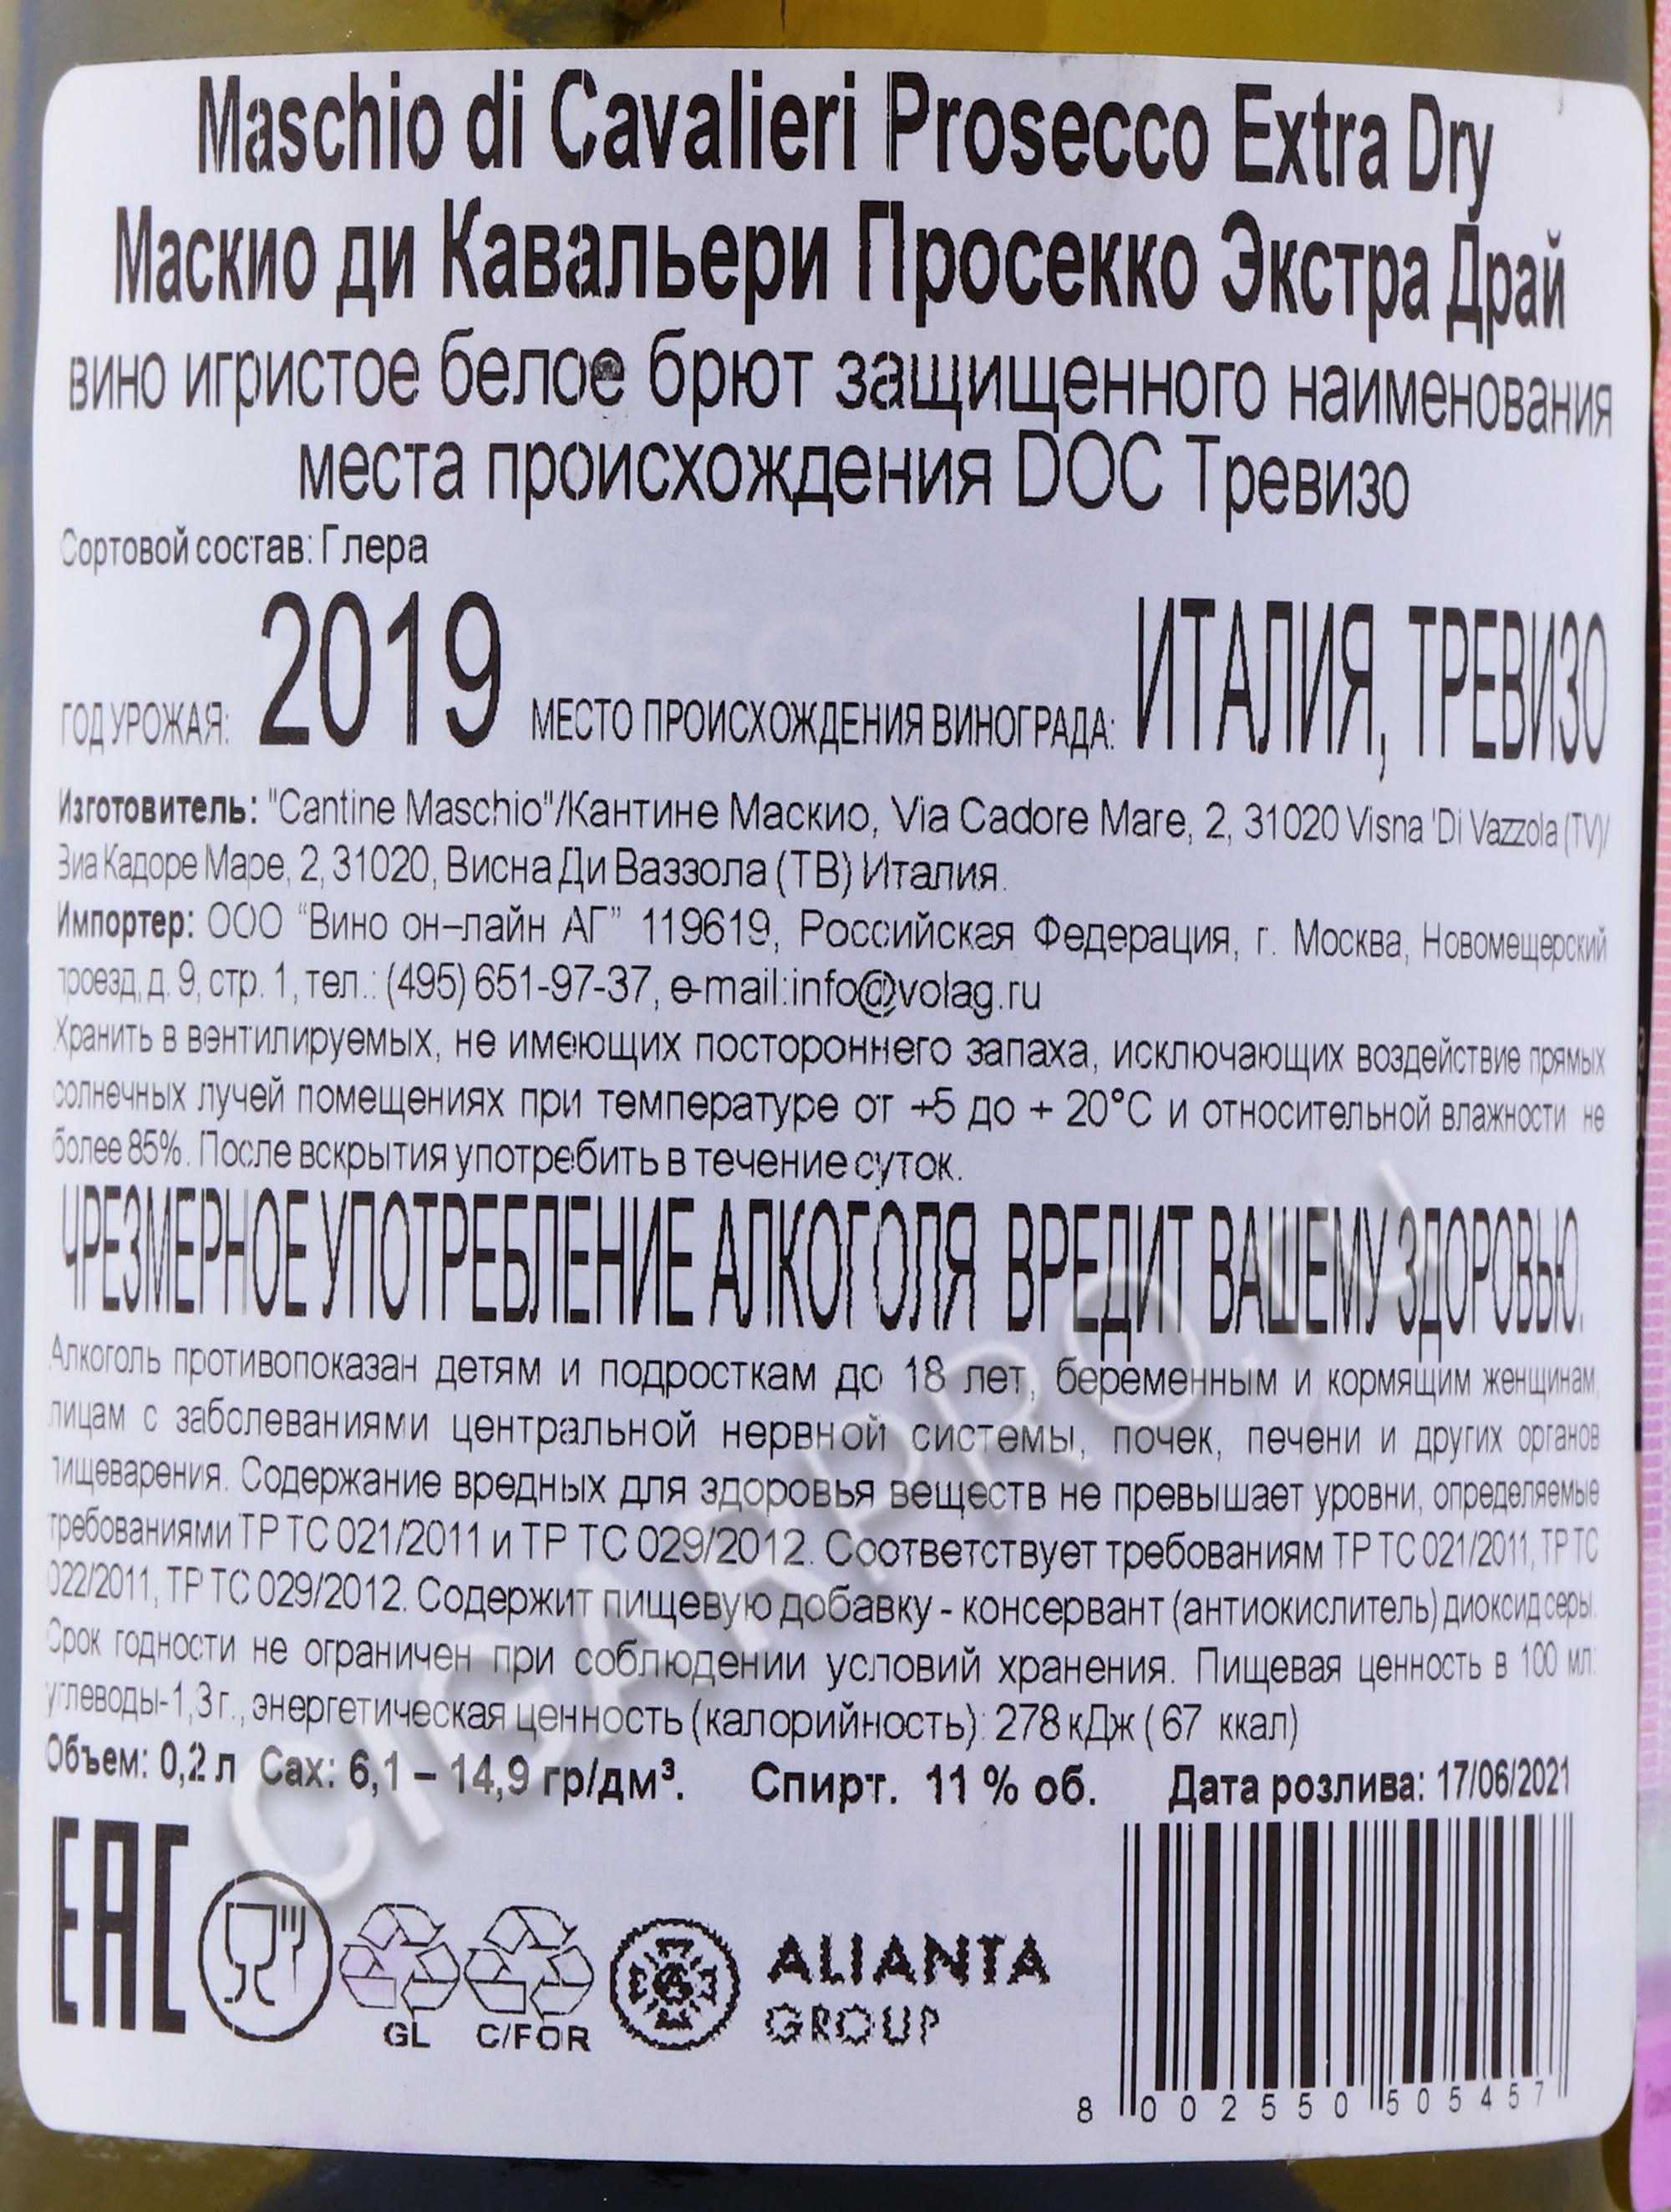 Maschio di Cavalieri Prosecco Extra Dry
Маскио ди Кавальери Просекко Экстра Драй
вино игристое белое брют защищенного наименования
места происхождения DOC Тревизо
Сортовой состав: Глера
ГОД УРОЖАЯ: 2019 МЕСТО ПРОИСХОЖДЕНИЯ ВИНОГРАДА: ИТАЛИЯ, ТРЕВИЗО
Изготовитель: "Cantine Maschio"/Кантине Маскио, Via Cadore Mare, 2, 31020 Visna 'Di Vazzola (TV)/
Виа Кадоре Маре, 2, 31020, Висна Ди Ваззола (ТВ) Италия.
Импортер: ООО “Вино он–лайн АГ” 119619, Российская Федерация, г. Москва, Новомещерский
проезд, д. 9, стр. 1, тел.: (495) 651-97-37, e-mail:info@volag.ru
Хранить в вентилируемых, не имеющих постороннего запаха, исключающих воздействие прямых
солнечных лучей помещениях при температуре от +5 до + 20°С и относительной влажности не
более 85%. После вскрытия употребить в течение суток.
ЧРЕЗМЕРНОЕ УПОТРЕБЛЕНИЕ АЛКОГОЛЯ ВРЕДИТ ВАШЕМУ ЗДОРОВЬЮ.
Алкоголь противопоказан детям и подросткам до 18 лет, беременным и кормящим женщинам,
лицам с заболеваниями центральной нервной системы, почек, печени и других органов
пищеварения. Содержание вредных для здоровья веществ не превышает уровни, определяемые
требованиями ТР ТС 021/2011 и ТР ТС 029/2012. Соответствует требованиям ТР ТС 021/2011, ТР ТС
022/2011, ТР ТС 029/2012. Содержит пищевую добавку - консервант (антиокислитель) диоксид серы.
Срок годности не ограничен при соблюдении условий хранения. Пищевая ценность в 100 мл:
углеводы-1,3 г., энергетическая ценность (калорийность): 278 кДж ( 67 ккал)
Объем: 0,2 л Сах: 6,1 – 14,9 гр/дм³. Спирт. 11 % об. Дата розлива: 17/06/2021
EAC
GL C/FOR
ALIANTA
GROUP
8 002550 505457
CIGARPRO.RU